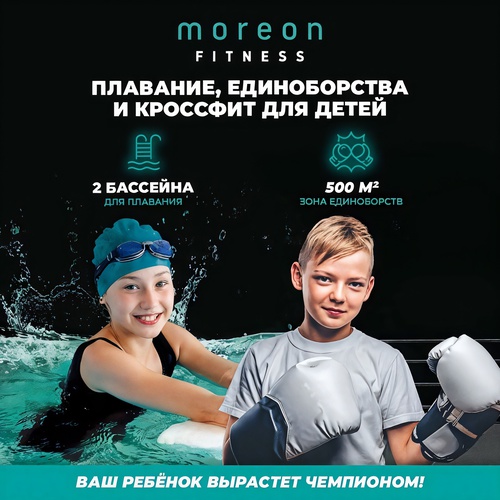 moreon
FITNESS
ПЛАВАНИЕ, ЕДИНОБОРСТВА
И КРОССФИТ ДЛЯ ДЕТЕЙ
2 БАССЕЙНА
ДЛЯ ПЛАВАНИЯ
500 М²
ЗОНА ЕДИНОБОРСТВ
ВАШ РЕБЁНОК ВЫРАСТЕТ ЧЕМПИОНОМ!